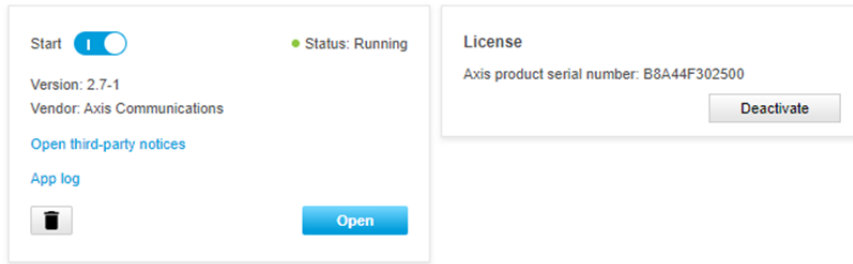 Start
Status: Running
Version: 2.7-1
Vendor: Axis Communications
Open third-party notices
App log
Open
License
Axis product serial number: B8A44F302500
Deactivate